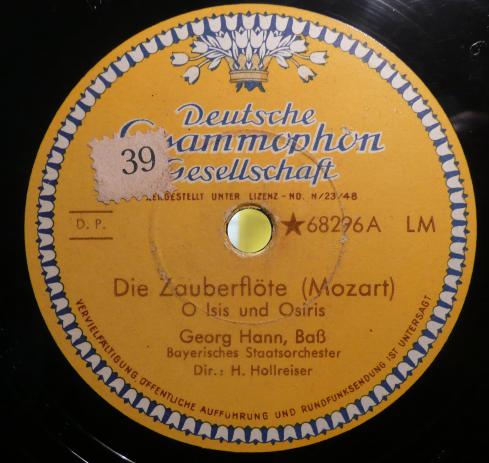 Deutsche
Grammophon
Gesellschaft
39
HERGESTELLT UNTER LIZENZ-NO. N/23/48
D. P.
★68296A LM
Die Zauberflöte (Mozart)
O Isis und Osiris
Georg Hann, Baß
Bayerisches Staatsorchester
Dir.: H. Hollreiser
VERVIELFÄLTIGUNG, ÖFFENTLICHE AUFFÜHRUNG UND RUNDFUNKSENDUNG IST UNTERSAGT